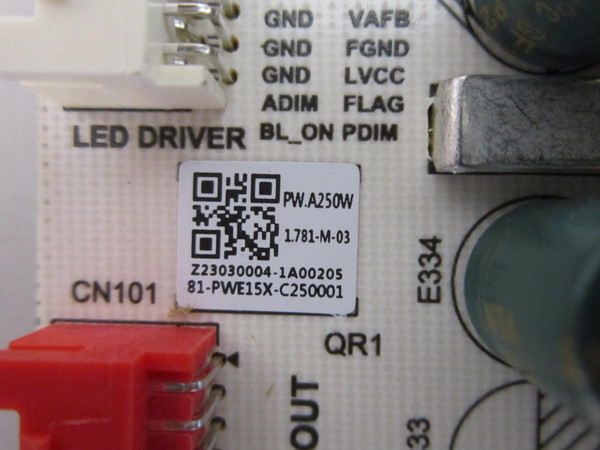 GND VAFB
GND FGND
GND LVCC
ADIM FLAG
BL_ON PDIM
LED DRIVER
PW.A250W
1.781-M-03
Z23030004-1A00205
81-PWE15X-C250001
CN101
E334
QR1
OUT
33